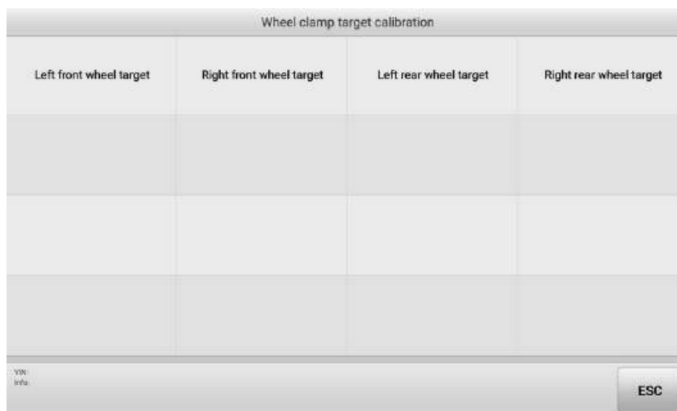 Wheel clamp target calibration
Left front wheel target Right front wheel target Left rear wheel target Right rear wheel target
VIN:
Info:
ESC